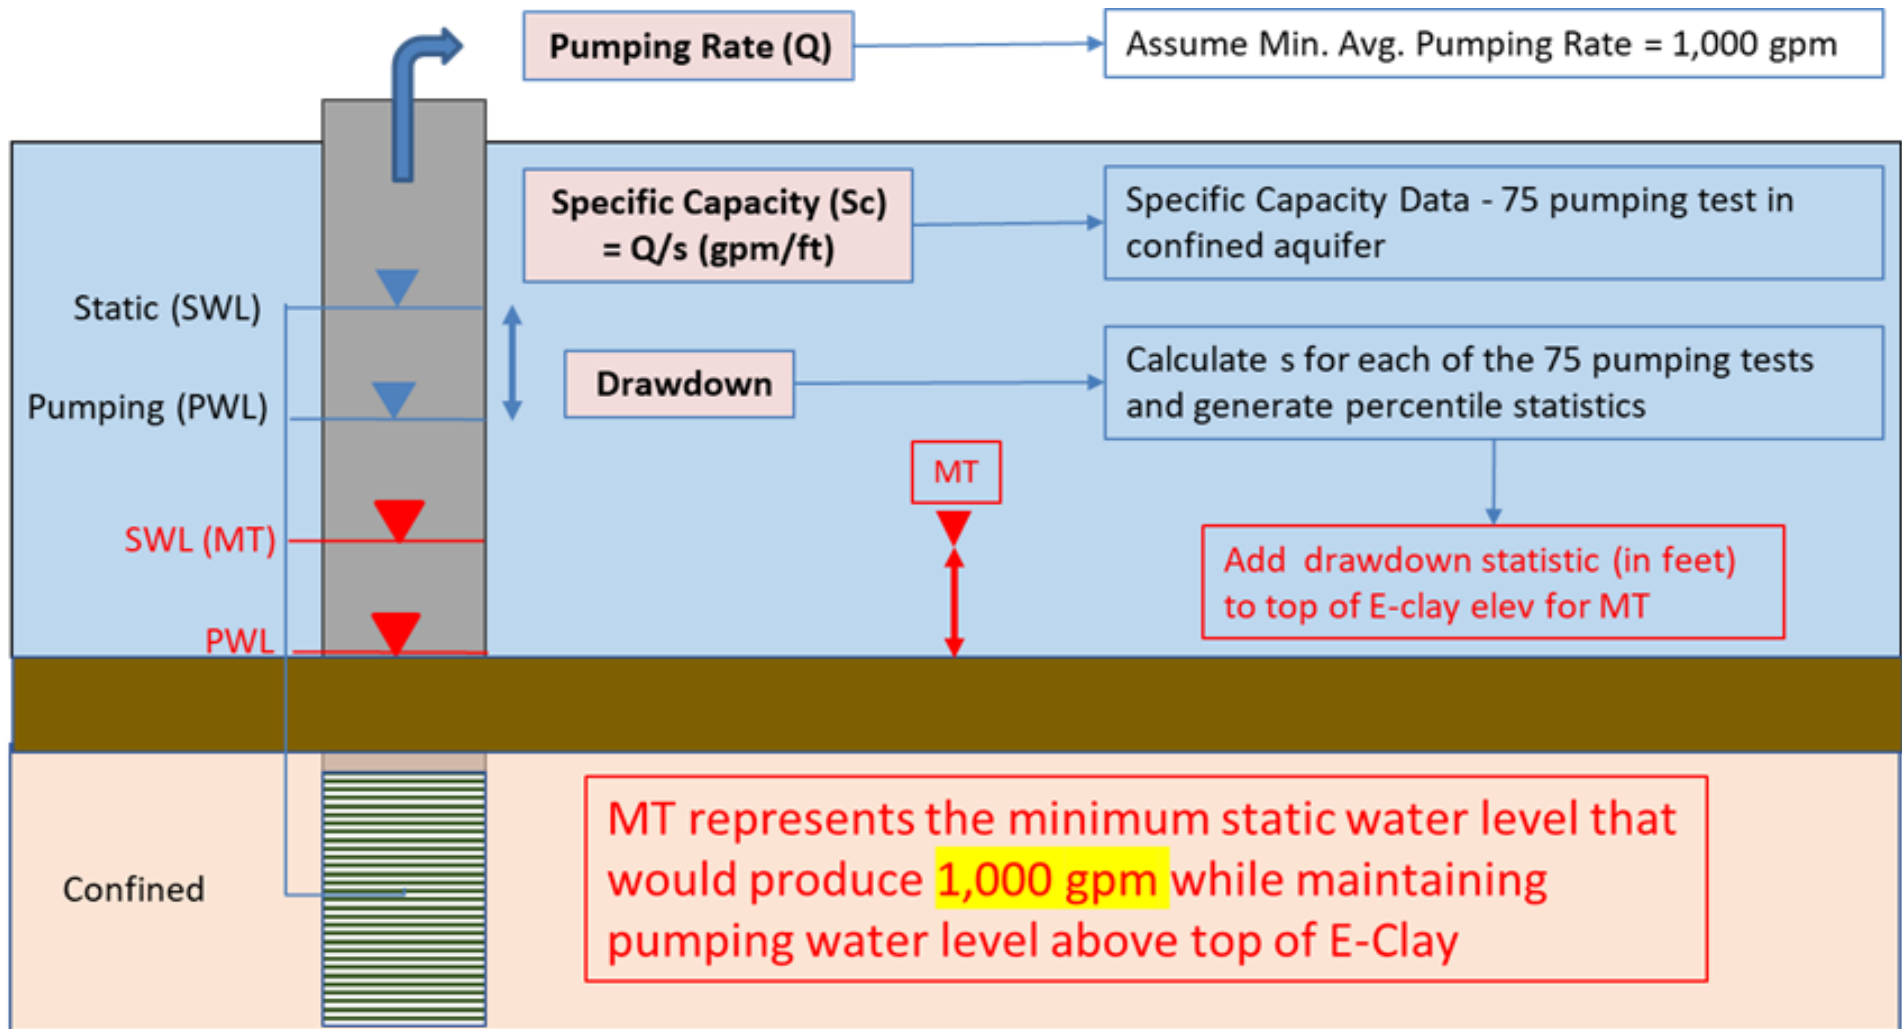 Pumping Rate (Q)
Assume Min. Avg. Pumping Rate = 1,000 gpm
Specific Capacity (Sc)
= Q/s (gpm/ft)
Specific Capacity Data - 75 pumping test in
confined aquifer
Static (SWL)
Pumping (PWL)
Drawdown
Calculate s for each of the 75 pumping tests
and generate percentile statistics
MT
SWL (MT)
Add drawdown statistic (in feet)
to top of E-clay elev for MT
PWL
Confined
MT represents the minimum static water level that
would produce 1,000 gpm while maintaining
pumping water level above top of E-Clay